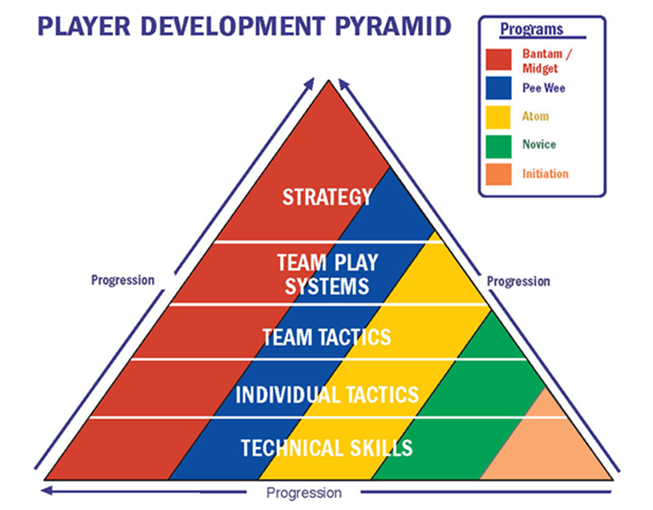 PLAYER DEVELOPMENT PYRAMID
Programs
Bantam /
Midget
Pee Wee
Atom
Novice
Initiation
STRATEGY
TEAM PLAY
SYSTEMS
Progression
Progression
TEAM TACTICS
INDIVIDUAL TACTICS
TECHNICAL SKILLS
Progression